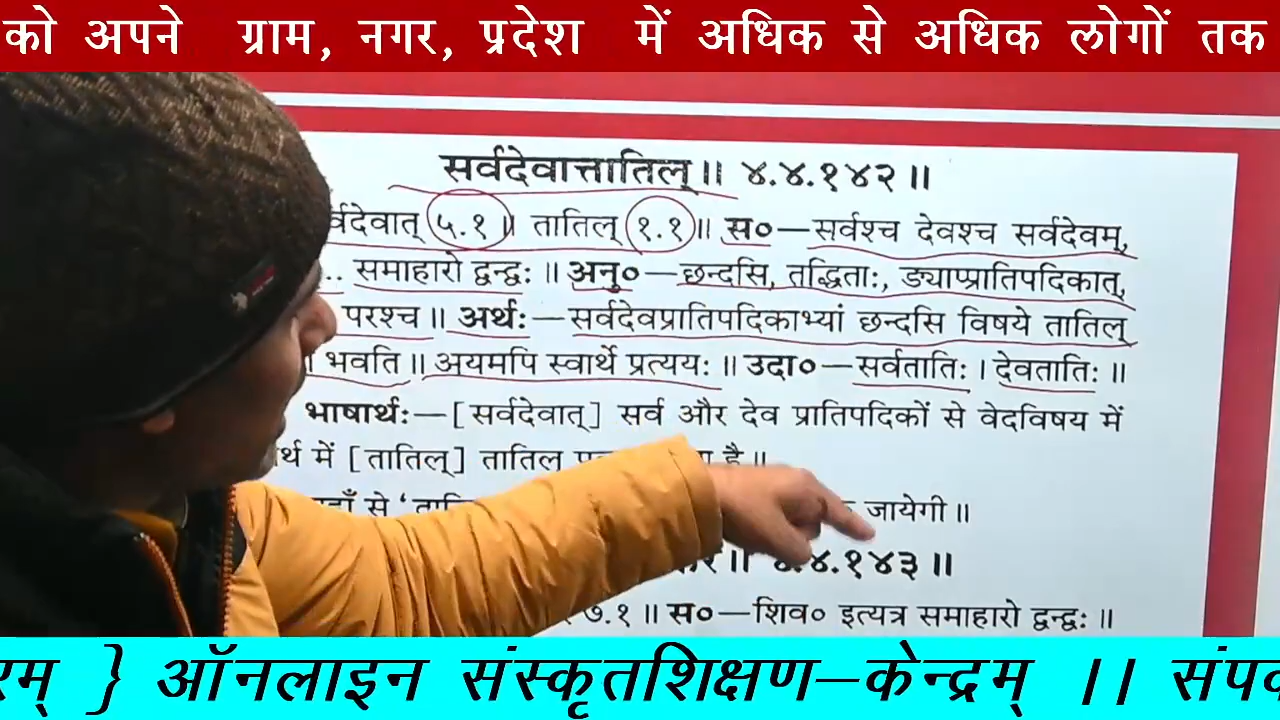 को अपने ग्राम, नगर, प्रदेश में अधिक से अधिक लोगों तक
सर्वदेवात्तातिल्॥ ४.४.१४२॥
र्वदेवात् ५.१॥ तातिल् १.१॥ स०—सर्वश्च देवश्च सर्वदेवम्,
.. समाहारो द्वन्द्वः॥ अनु०—छन्दसि, तद्धिताः, ङ्याप्प्रातिपदिकात्,
परश्च॥ अर्थः—सर्वदेवप्रातिपदिकाभ्यां छन्दसि विषये तातिल्
भवति॥ अयमपि स्वार्थे प्रत्ययः॥ उदा०—सर्वतातिः। देवतातिः॥
भाषार्थः—[सर्वदेवात्] सर्व और देव प्रातिपदिकों से वेदविषय में
र्थ में [तातिल्] तातिल् है॥
से जायेगी॥
४.४.१४३॥
७.१॥ स०—शिव० इत्यत्र समाहारो द्वन्द्वः॥
रम् } ऑनलाइन संस्कृतशिक्षण–केन्द्रम् ।। संपर्क